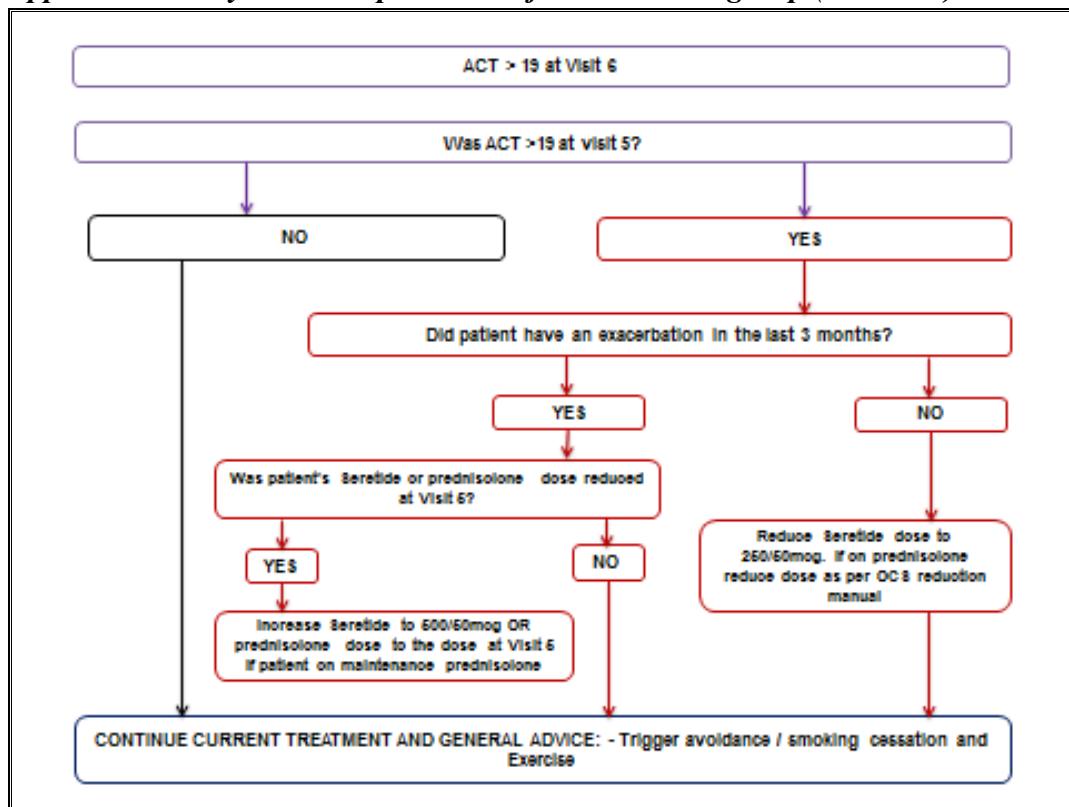 ACT > 19 at Visit 6
Was ACT >19 at visit 5?
NO
YES
Did patient have an exacerbation in the last 3 months?
YES
NO
Was patient's Seretide or prednisolone dose reduced
at Visit 5?
YES
NO
Reduce Seretide dose to
250/50mcg. If on prednisolone
reduce dose as per OCS reduction
manual
Increase Seretide to 500/50mcg OR
prednisolone dose to the dose at Visit 5
if patient on maintenance prednisolone
CONTINUE CURRENT TREATMENT AND GENERAL ADVICE: - Trigger avoidance / smoking cessation and
Exercise